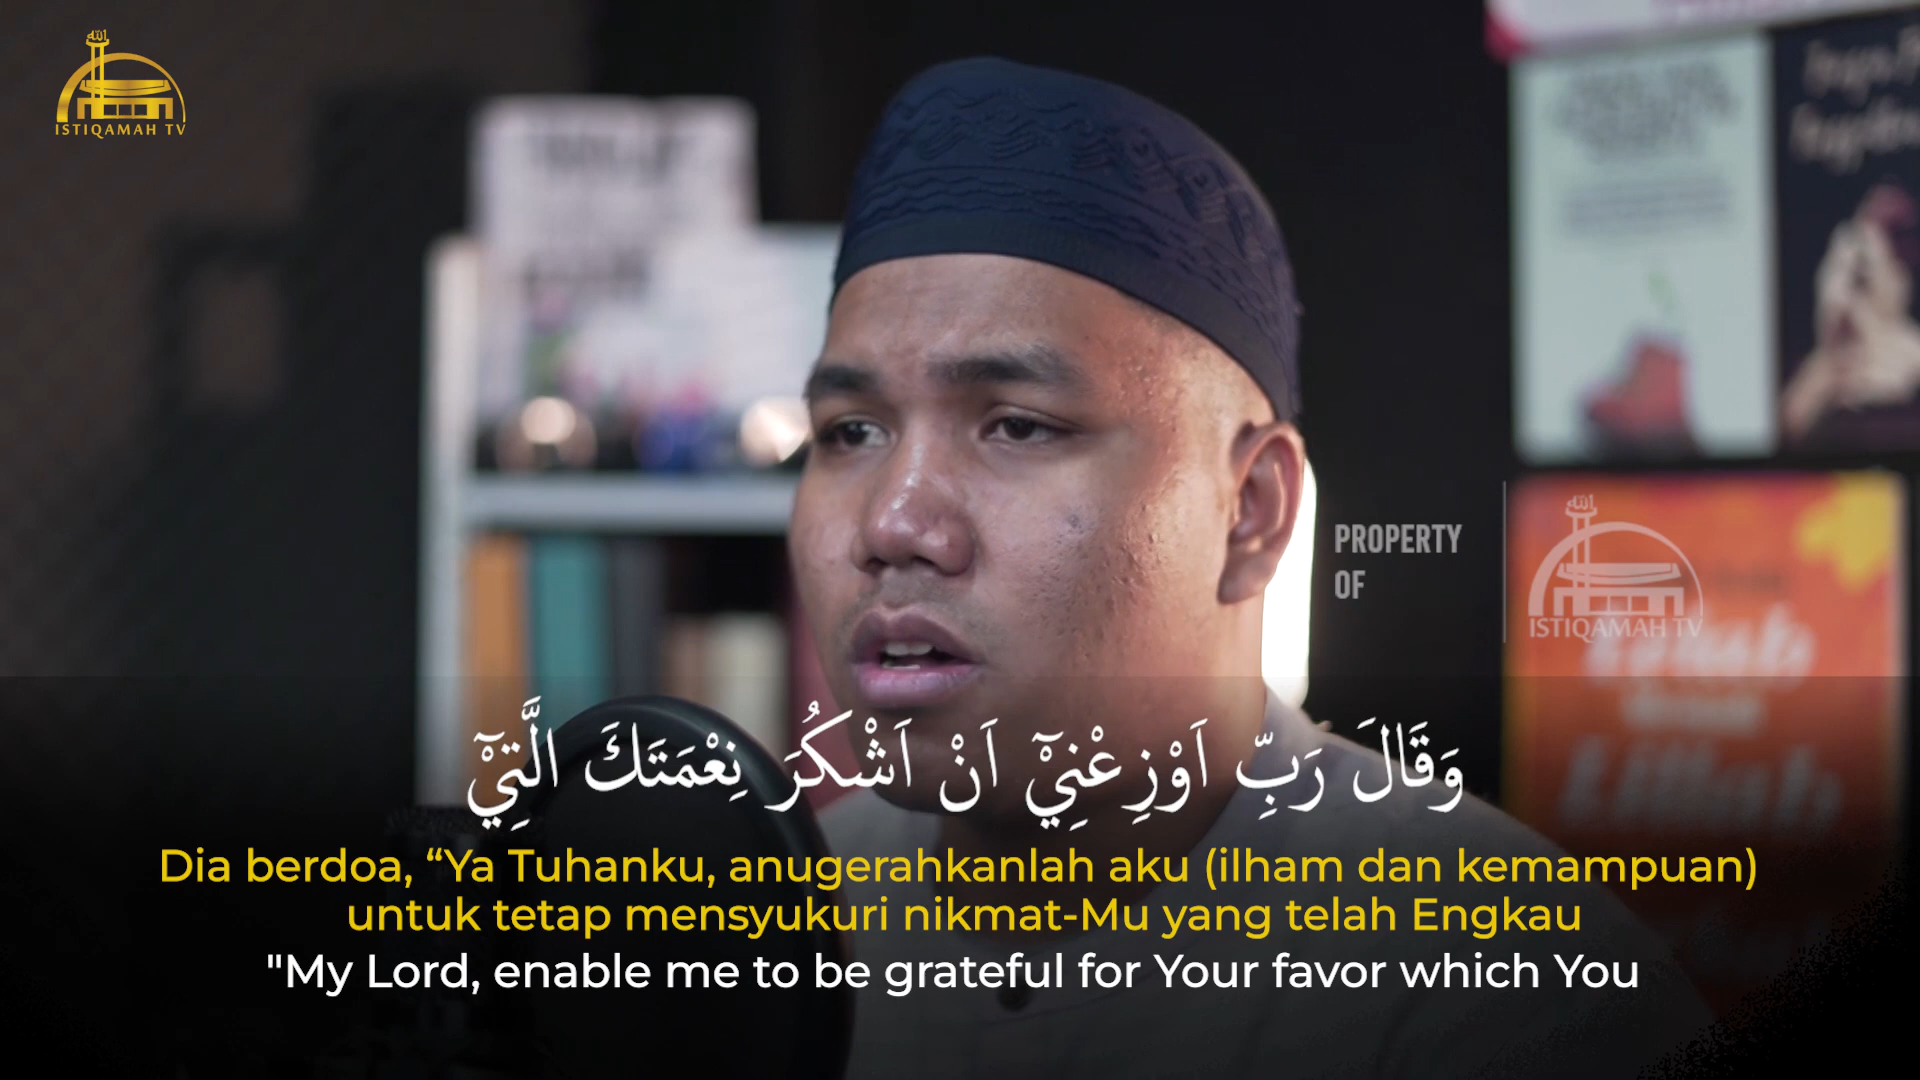 ISTIQAMAH TV
PROPERTY
OF
ISTIQAMAH TV
وَقَالَ رَبِّ اَوْزِعْنِيْٓ اَنْ اَشْكُرَ نِعْمَتَكَ الَّتِيْٓ
Dia berdoa, “Ya Tuhanku, anugerahkanlah aku (ilham dan kemampuan)
untuk tetap mensyukuri nikmat-Mu yang telah Engkau
"My Lord, enable me to be grateful for Your favor which You